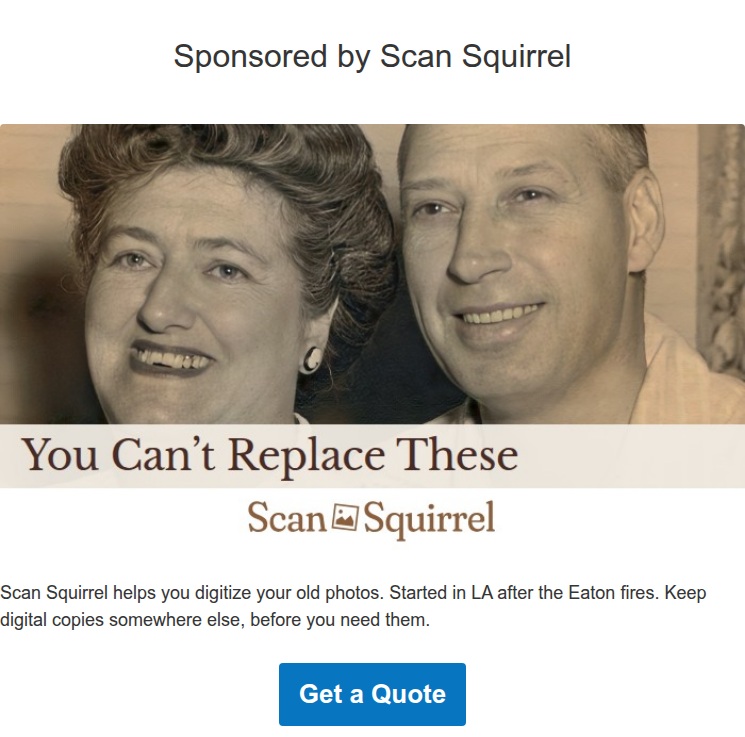 Sponsored by Scan Squirrel
You Can't Replace These
Scan Squirrel
Scan Squirrel helps you digitize your old photos. Started in LA after the Eaton fires. Keep
digital copies somewhere else, before you need them.
Get a Quote